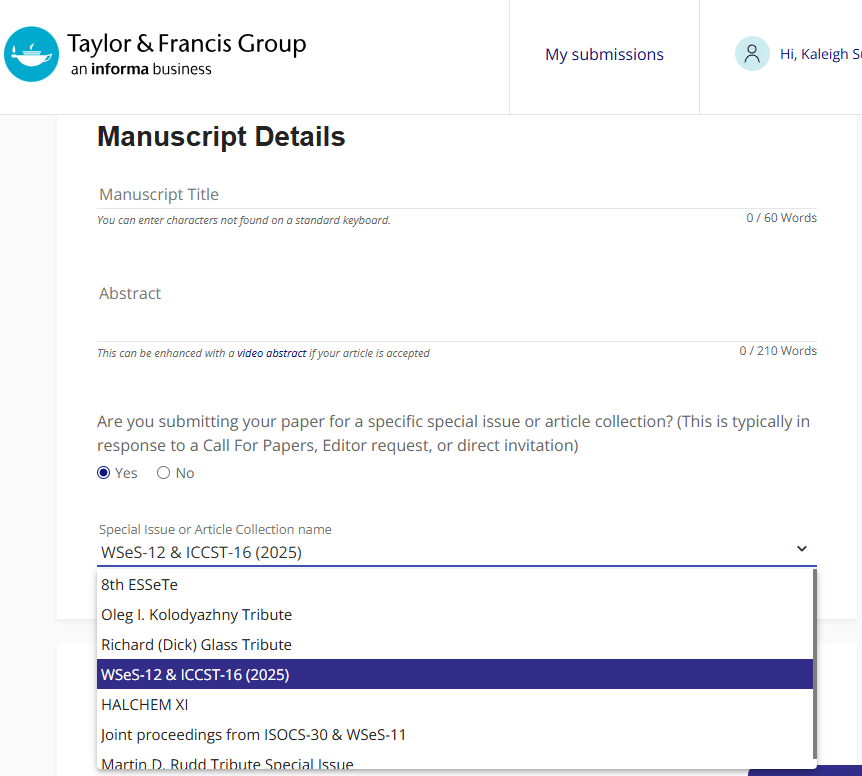 Taylor & Francis Group
an informa business
My submissions
Hi, Kaleigh
Manuscript Details
Manuscript Title
You can enter characters not found on a standard keyboard.
0 / 60 Words
Abstract
This can be enhanced with a video abstract if your article is accepted
0 / 210 Words
Are you submitting your paper for a specific special issue or article collection? (This is typically in
response to a Call For Papers, Editor request, or direct invitation)
Yes No
Special Issue or Article Collection name
WSeS-12 & ICCST-16 (2025)
8th ESSeTe
Oleg I. Kolodyazhny Tribute
Richard (Dick) Glass Tribute
WSeS-12 & ICCST-16 (2025)
HALCHEM XI
Joint proceedings from ISOCS-30 & WSeS-11
Martin D. Rudd Tribute Special Issue